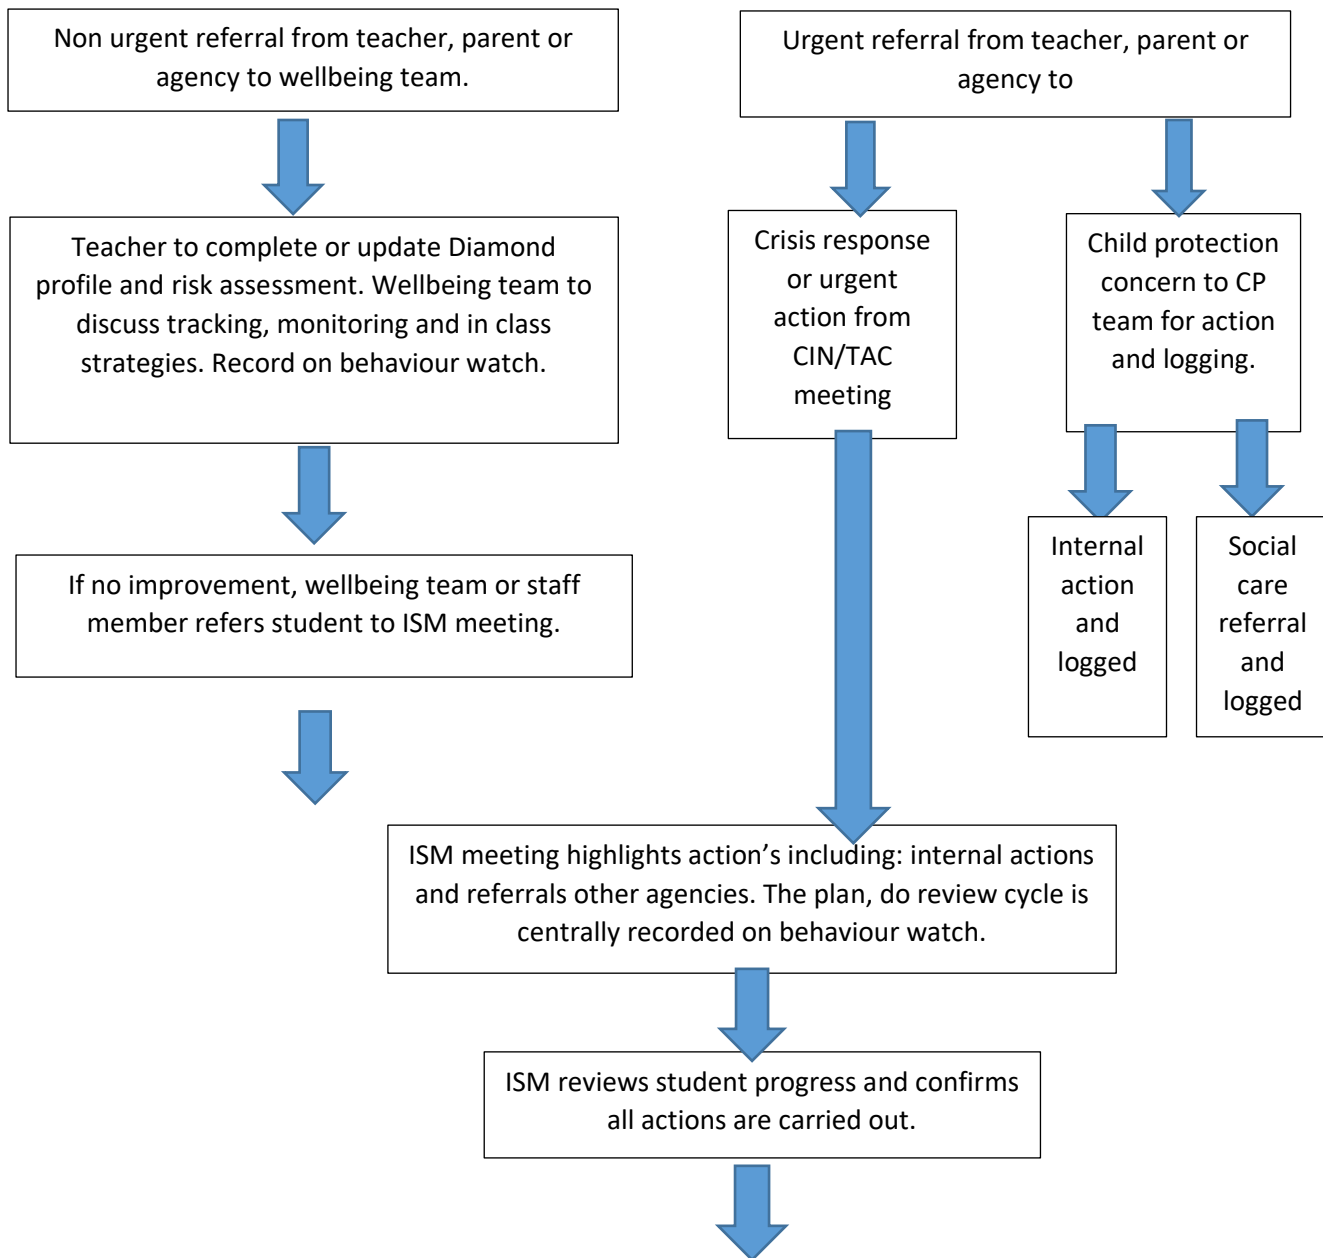 Non urgent referral from teacher, parent or
agency to wellbeing team.
Urgent referral from teacher, parent or
agency to
Teacher to complete or update Diamond
profile and risk assessment. Wellbeing team to
discuss tracking, monitoring and in class
strategies. Record on behaviour watch.
Crisis response
or urgent
action from
CIN/TAC
meeting
Child protection
concern to CP
team for action
and logging.
If no improvement, wellbeing team or staff
member refers student to ISM meeting.
Internal
action
and
logged
Social
care
referral
and
logged
ISM meeting highlights action’s including: internal actions
and referrals other agencies. The plan, do review cycle is
centrally recorded on behaviour watch.
ISM reviews student progress and confirms
all actions are carried out.